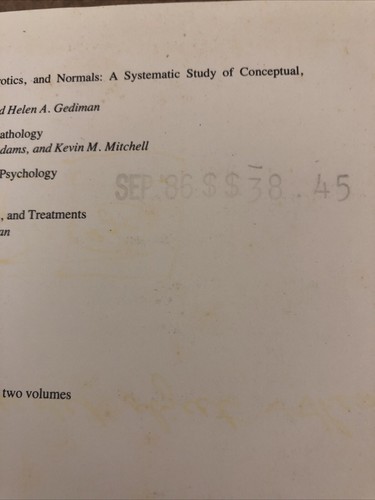 otics, and Normals: A Systematic Study of Conceptual,
d Helen A. Gediman
athology
dams, and Kevin M. Mitchell
Psychology
SEP 86 $ $ 38.45
, and Treatments
an
two volumes